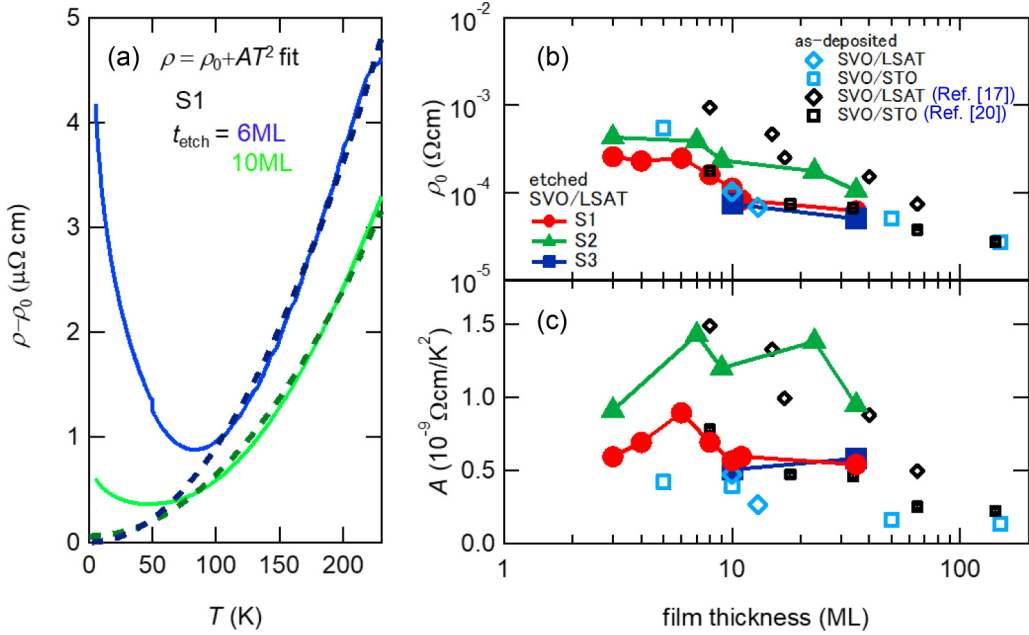 (a)
ρ = ρ₀+AT² fit
S1
t_etch = 6ML
10ML
5
4
3
2
1
0
ρ–ρ₀ (μΩ cm)
0
50
100
150
200
T (K)
(b)
as-deposited
SVO/LSAT
SVO/STO
SVO/LSAT (Ref. [17])
SVO/STO (Ref. [20])
etched
SVO/LSAT
S1
S2
S3
10⁻²
10⁻³
10⁻⁴
10⁻⁵
ρ₀ (Ωcm)
(c)
1.5
1.0
0.5
0.0
A (10⁻⁹ Ωcm/K²)
1
10
100
film thickness (ML)